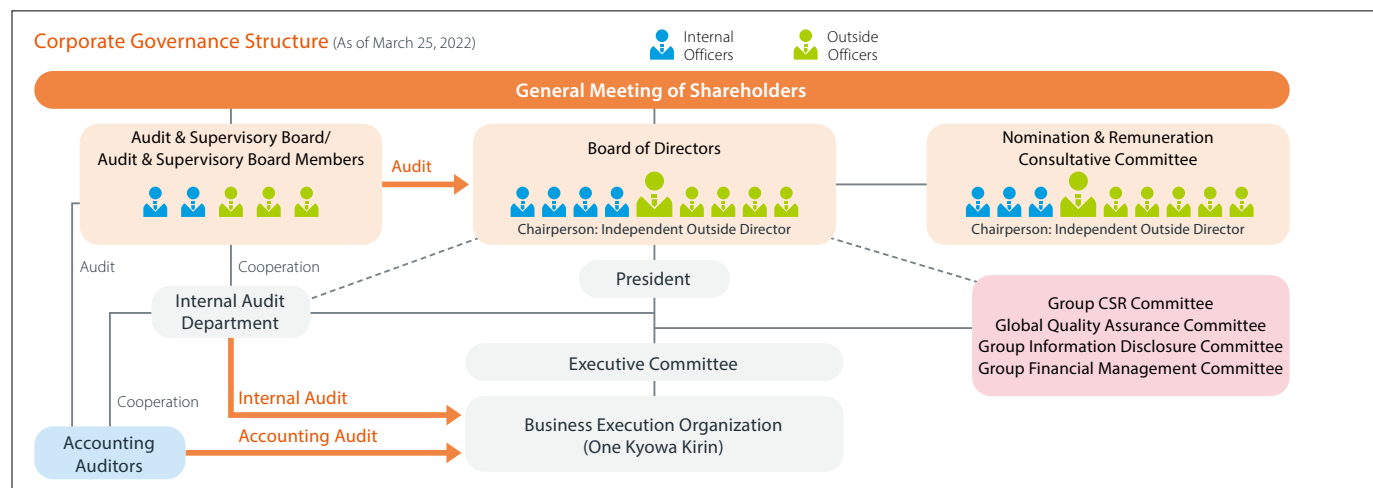 Corporate Governance Structure (As of March 25, 2022)
Internal
Officers
Outside
Officers
General Meeting of Shareholders
Audit & Supervisory Board/
Audit & Supervisory Board Members
Audit
Board of Directors
Chairperson: Independent Outside Director
Nomination & Remuneration
Consultative Committee
Chairperson: Independent Outside Director
Audit
Cooperation
President
Internal Audit
Department
Group CSR Committee
Global Quality Assurance Committee
Group Information Disclosure Committee
Group Financial Management Committee
Executive Committee
Cooperation
Internal Audit
Business Execution Organization
(One Kyowa Kirin)
Accounting Audit
Accounting
Auditors